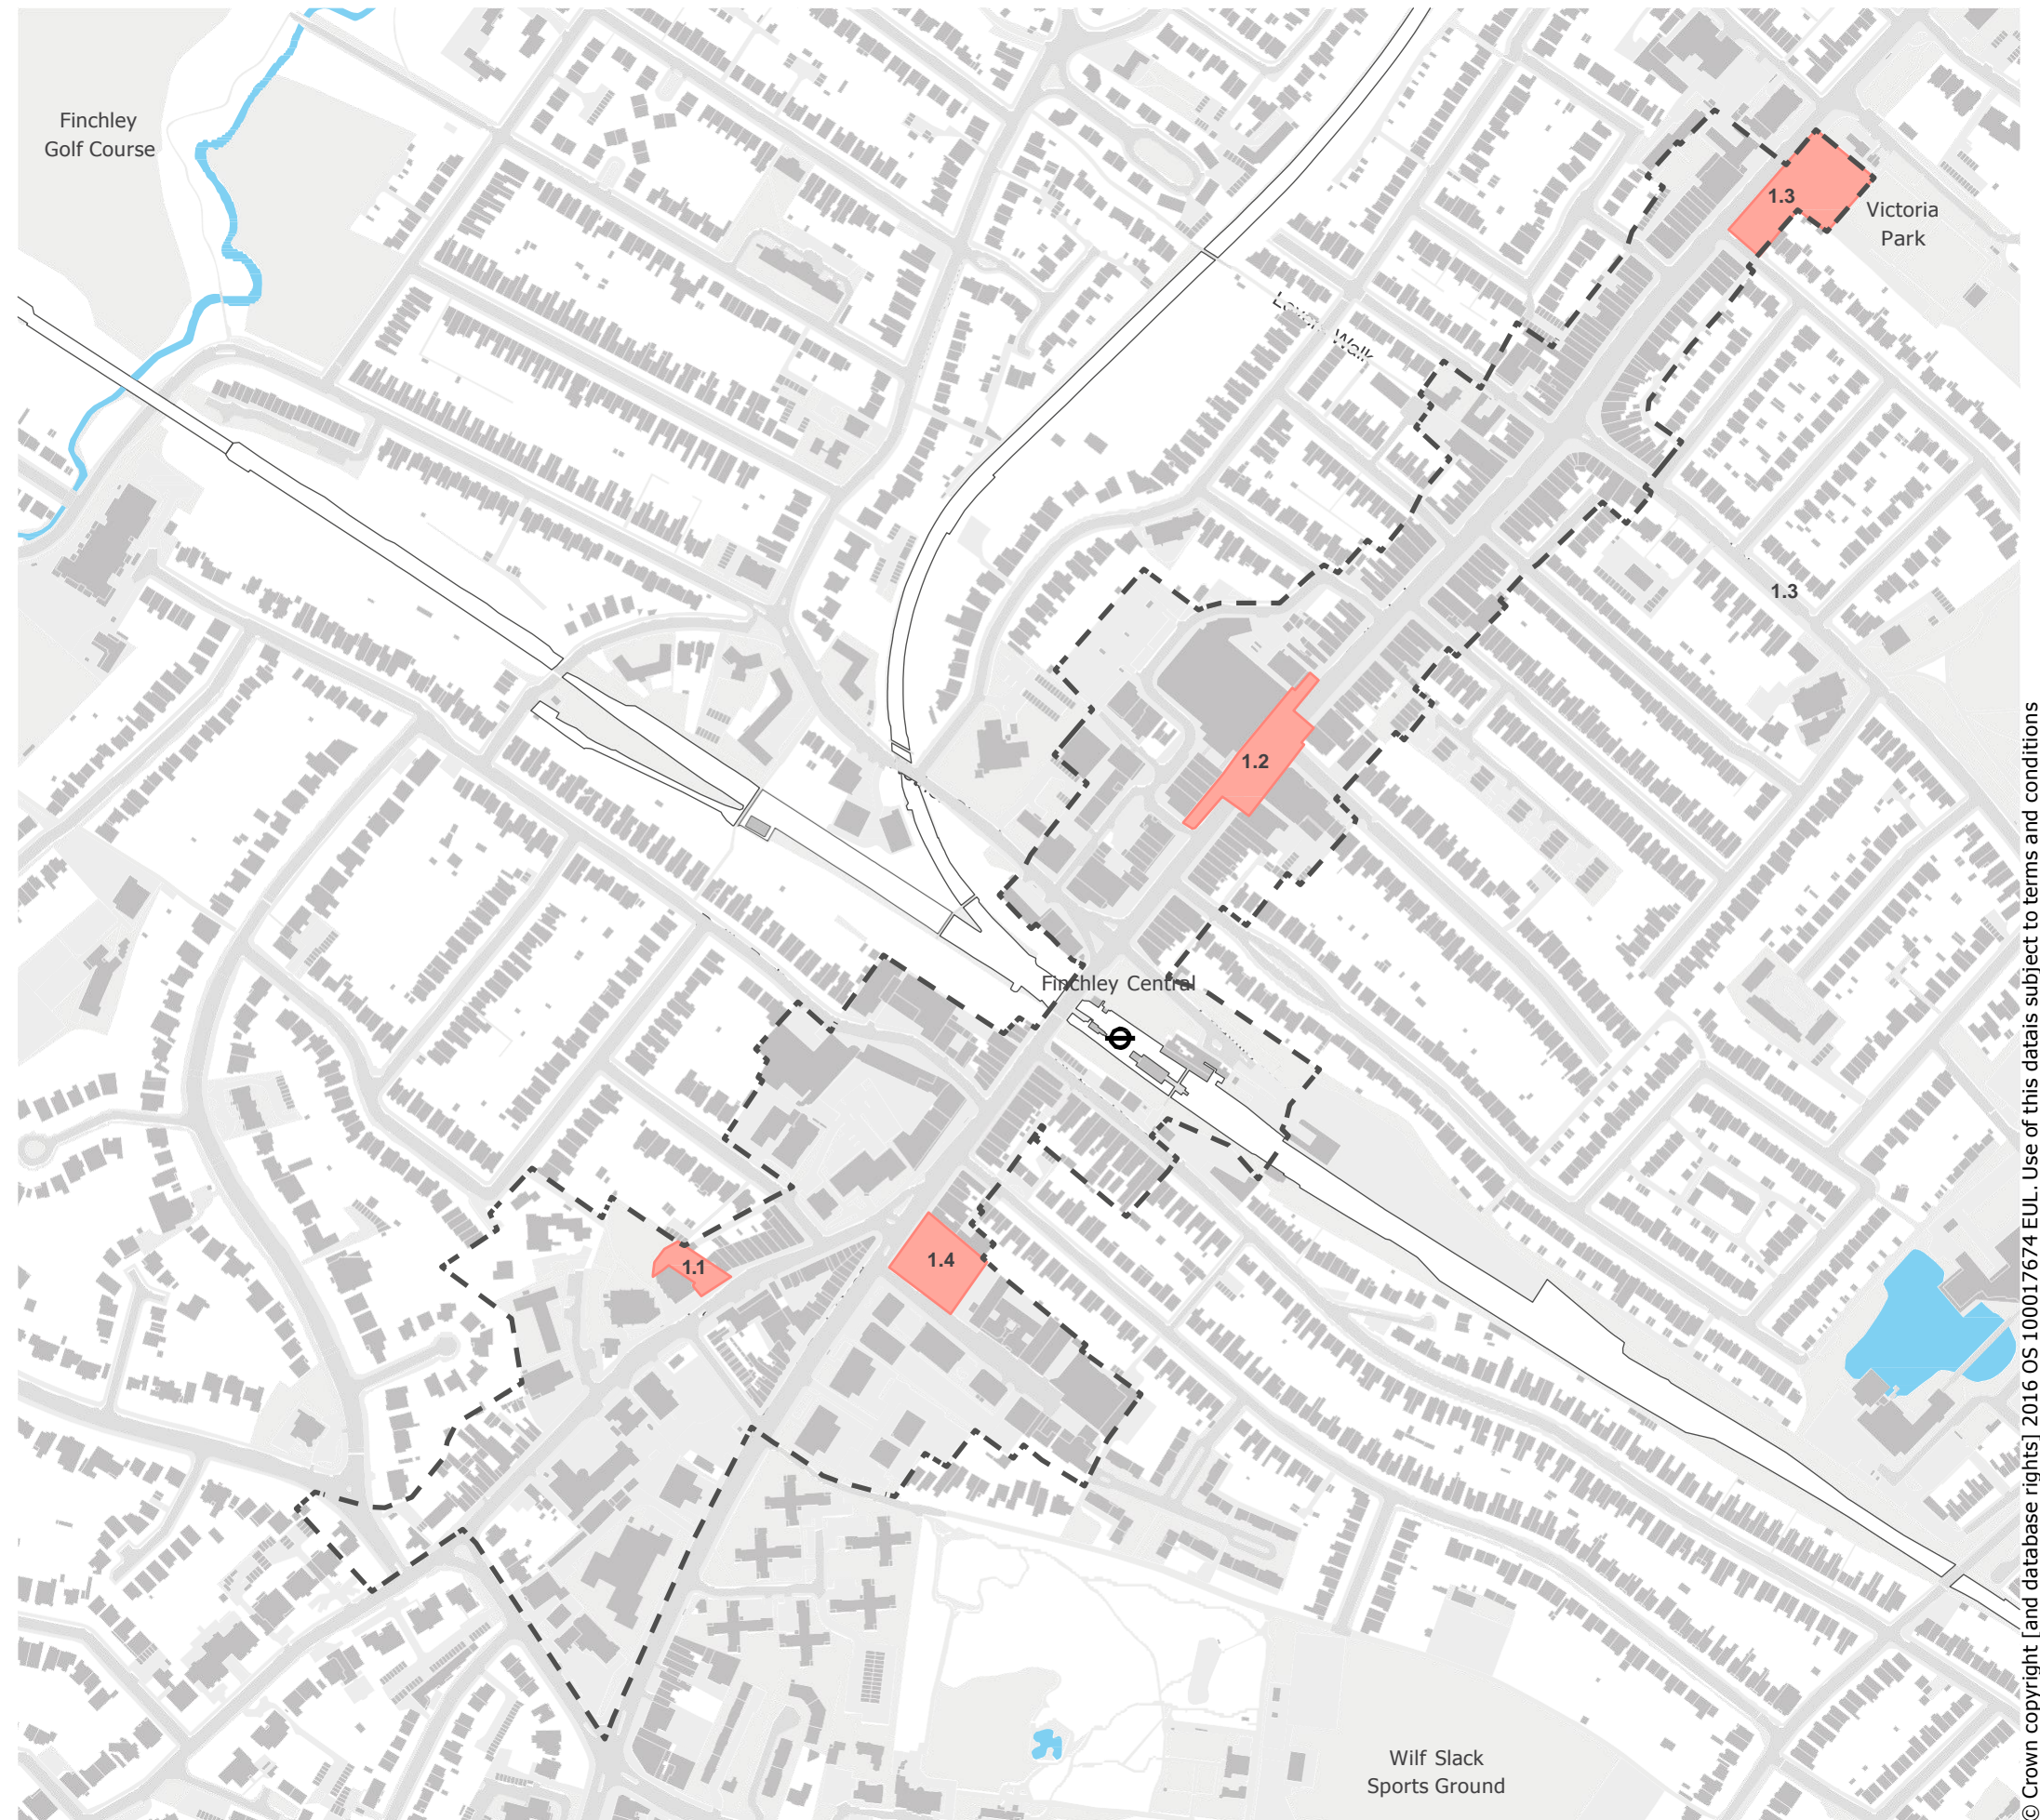 Finchley
Golf Course
1.3
Victoria
Park
Walk
1.3
1.2
Finchley Central
1.1
1.4
Wilf Slack
Sports Ground
© Crown copyright [and database rights] 2016 OS 100017674 EUL. Use of this datais subject to terms and conditions